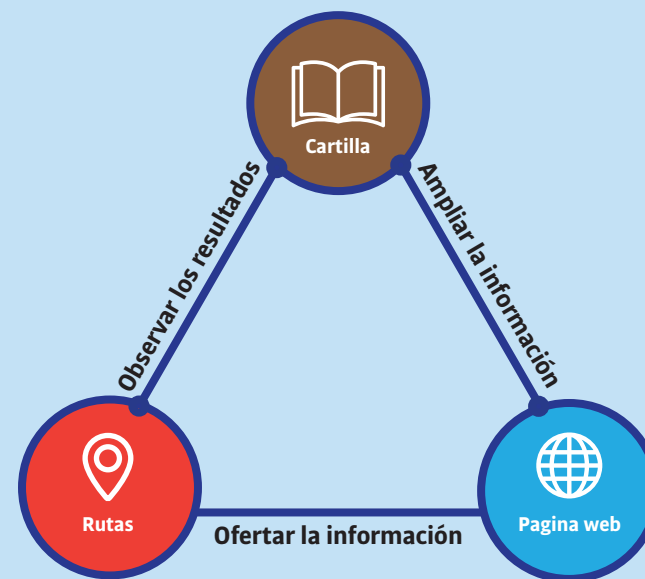 Cartilla
Observar los resultados
Ampliar la información
Rutas
Ofertar la información
Pagina web